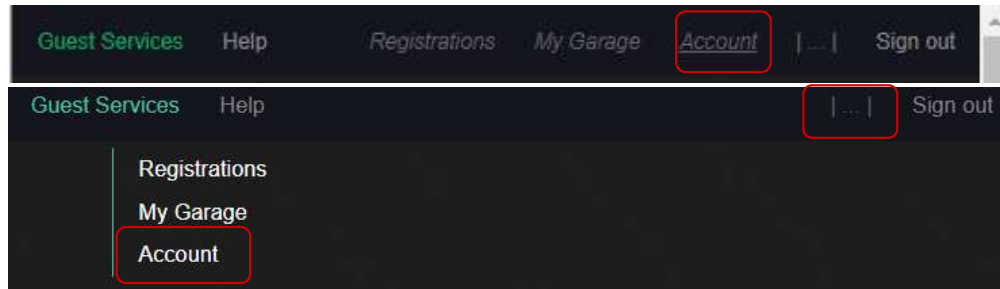 Guest Services Help Registrations My Garage Account | ... | Sign out
Guest Services Help | ... | Sign out
Registrations
My Garage
Account